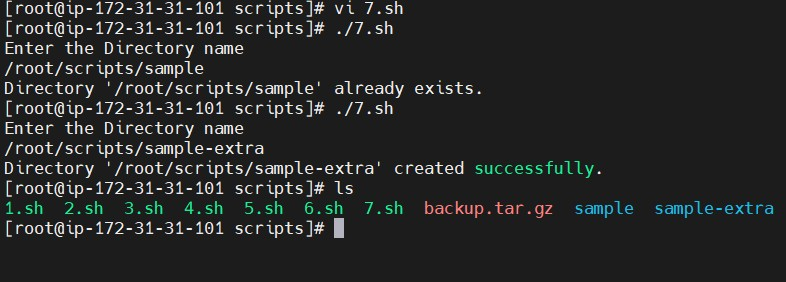 [root@ip-172-31-31-101 scripts]# vi 7.sh
[root@ip-172-31-31-101 scripts]# ./7.sh
Enter the Directory name
/root/scripts/sample
Directory '/root/scripts/sample' already exists.
[root@ip-172-31-31-101 scripts]# ./7.sh
Enter the Directory name
/root/scripts/sample-extra
Directory '/root/scripts/sample-extra' created successfully.
[root@ip-172-31-31-101 scripts]# ls
1.sh  2.sh  3.sh  4.sh  5.sh  6.sh  7.sh  backup.tar.gz  sample  sample-extra
[root@ip-172-31-31-101 scripts]#